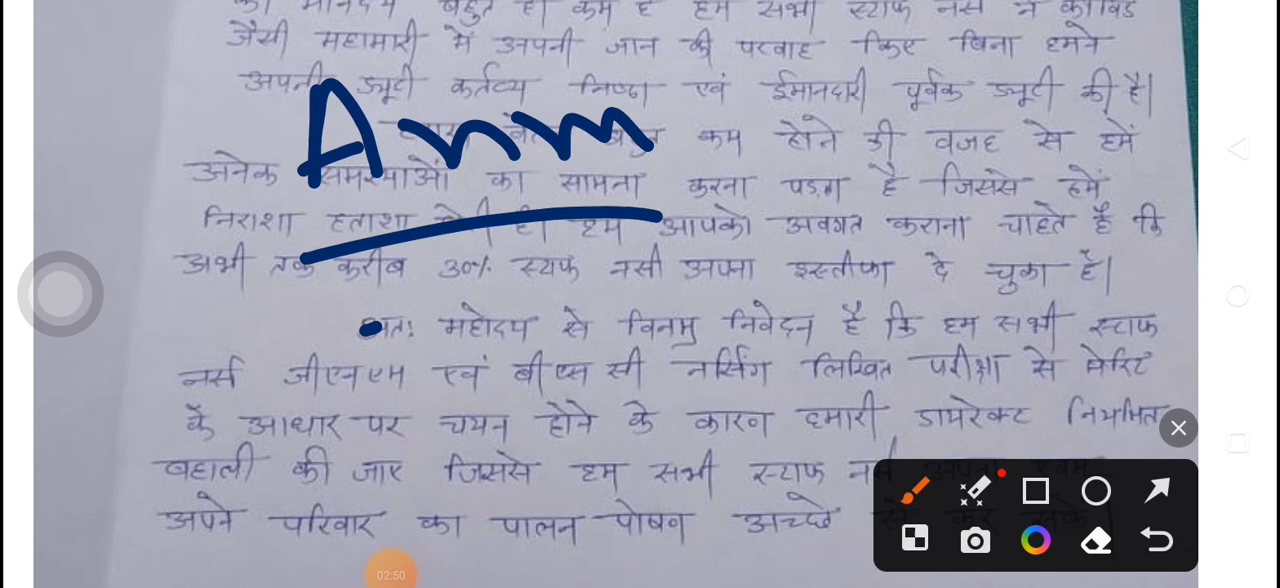 का मानदेय बहुत ही कम है हम सभी स्टाफ नर्स ने कोविड
जैसी महामारी में अपनी जान की परवाह किए बिना हमने
अपनी ड्यूटी कर्तव्य निष्ठा एवं ईमानदारी पूर्वक ड्यूटी की है।
Anm
कम होने की वजह से हमें
अनेक समस्याओं का सामना करना पड़ता है जिससे हमें
निराशा हताशा होती है। हम आपको अवगत कराना चाहते है कि
अभी तक करीब 30% स्टाफ नर्सो अपना इस्तीफा दे चुका है।
अतः महोदय से विनम्र निवेदन है कि हम सभी स्टाफ
नर्स जीएनएम एवं बीएस सी नर्सिंग लिखित परीक्षा से मेरिट
के आधार पर चयन होने के कारण हमारी डायरेक्ट नियमित
बहाली की जाए जिससे हम सभी स्टाफ नर्स
अपने परिवार का पालन पोषण अच्छे से कर सके।
02:50